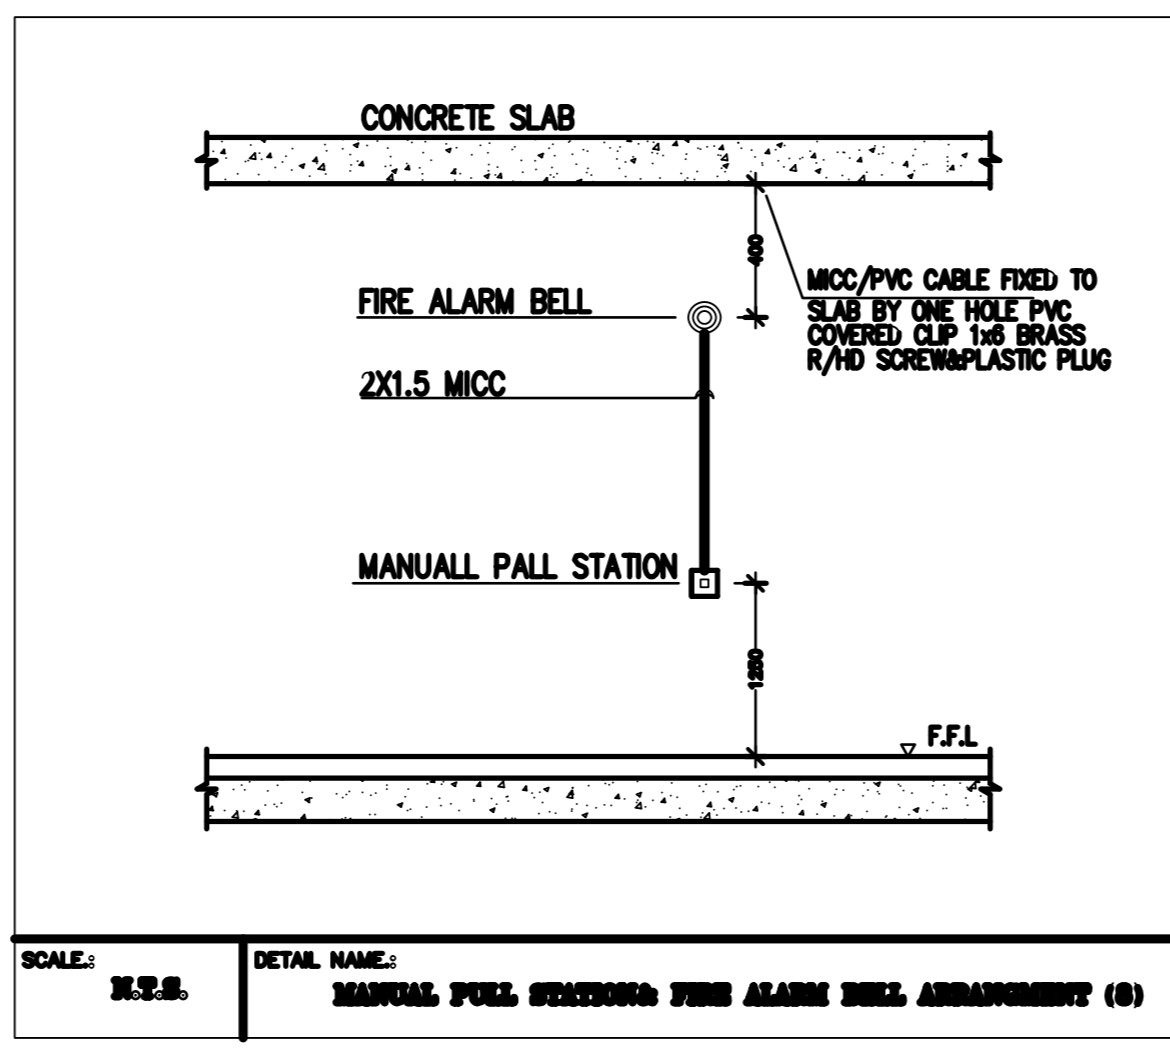 CONCRETE SLAB
400
FIRE ALARM BELL
MICC/PVC CABLE FIXED TO
SLAB BY ONE HOLE PVC
COVERED CLIP 1x6 BRASS
R/HD SCREW&PLASTIC PLUG
2X1.5 MICC
MANUALL PALL STATION
1250
F.F.L
SCALE.:
N.T.S.
DETAIL NAME.:
MANUAL PULL STATION& FIRE ALARM BELL ARRANGMENT